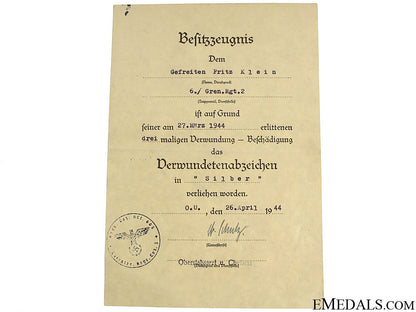 Besitzzeugnis
Dem
Gefreiten Fritz Klein
(Name, Dienstgrad)
6./ Gren.Rgt.2
(Truppenteil, Dienststelle)
ist auf Grund
seiner am 27.März 1944 erlittenen
drei maligen Verwundung – Beschädigung
das
Verwundetenabzeichen
in " Silber "
verliehen worden.
O.U. , den 26.April 1944
(Unterschrift)
Oberstabsarzt u.
(Dienstgrad und Dienststelle)
EMEDALS.COM